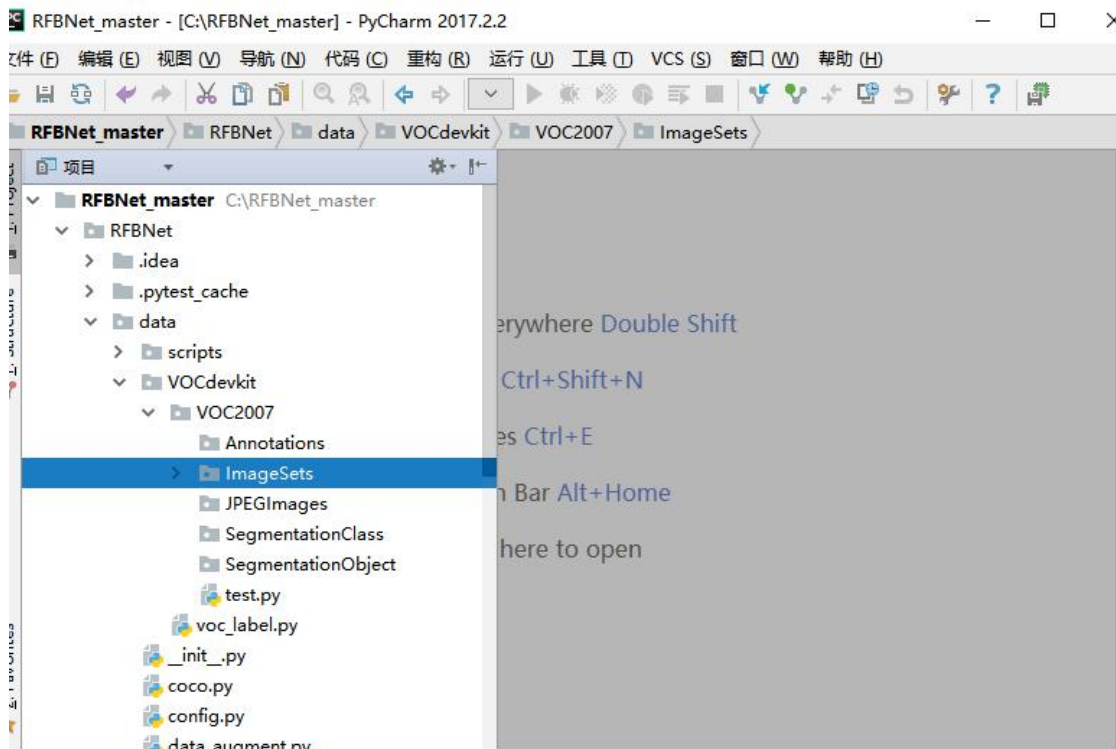 RFBNet_master - [C:\RFBNet_master] - PyCharm 2017.2.2
文件 (F) 编辑 (E) 视图 (V) 导航 (N) 代码 (C) 重构 (R) 运行 (U) 工具 (T) VCS (S) 窗口 (W) 帮助 (H)
RFBNet_master RFBNet data VOCdevkit VOC2007 ImageSets
项目
RFBNet_master C:\RFBNet_master
RFBNet
.idea
.pytest_cache
data
scripts
VOCdevkit
VOC2007
Annotations
ImageSets
JPEGImages
SegmentationClass
SegmentationObject
test.py
voc_label.py
__init__.py
coco.py
config.py
data_augment.py
erywhere Double Shift
Ctrl+Shift+N
es Ctrl+E
n Bar Alt+Home
here to open